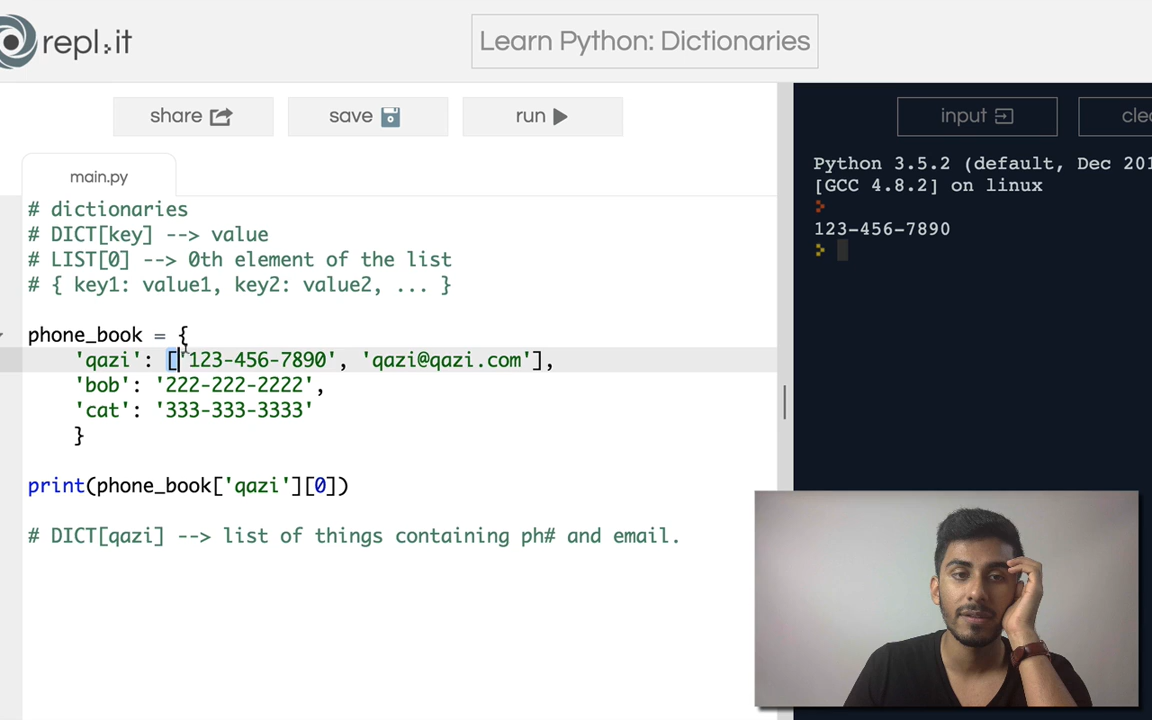 repl.it
Learn Python: Dictionaries
share
save
run
input
main.py
# dictionaries
# DICT[key] --> value
# LIST[0] --> 0th element of the list
# { key1: value1, key2: value2, ... }
phone_book = {
'qazi': ['123-456-7890', 'qazi@qazi.com'],
'bob': '222-222-2222',
'cat': '333-333-3333'
}
print(phone_book['qazi'][0])
# DICT[qazi] --> list of things containing ph# and email.
Python 3.5.2 (default, Dec 201
[GCC 4.8.2] on linux
123-456-7890